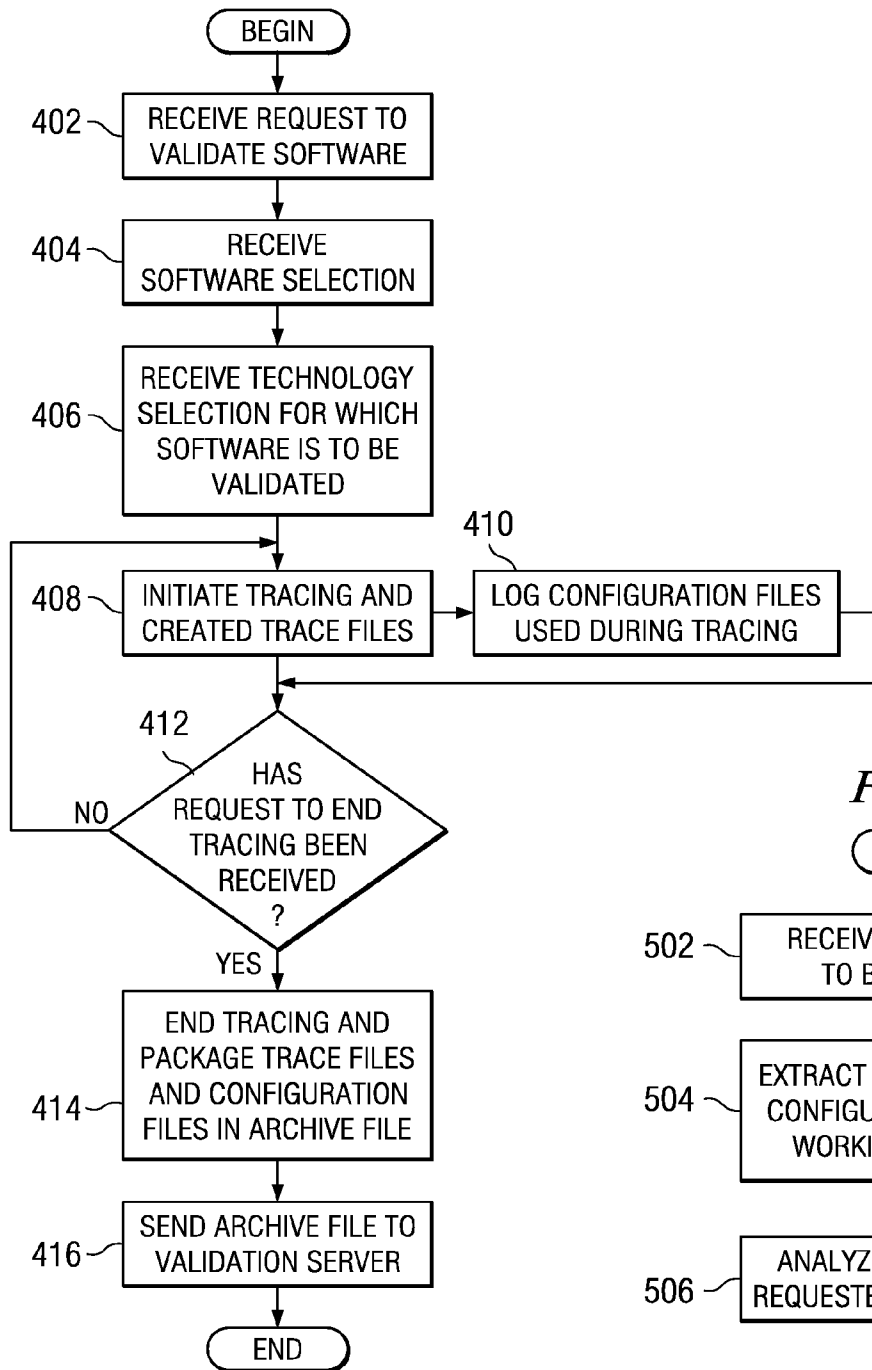 BEGIN
402
RECEIVE REQUEST TO
VALIDATE SOFTWARE
404
RECEIVE
SOFTWARE SELECTION
406
RECEIVE TECHNOLOGY
SELECTION FOR WHICH
SOFTWARE IS TO BE
VALIDATED
408
INITIATE TRACING AND
CREATED TRACE FILES
410
LOG CONFIGURATION FILES
USED DURING TRACING
412
HAS
REQUEST TO END
TRACING BEEN
RECEIVED
?
NO
YES
414
END TRACING AND
PACKAGE TRACE FILES
AND CONFIGURATION
FILES IN ARCHIVE FILE
416
SEND ARCHIVE FILE TO
VALIDATION SERVER
END
F
502
RECEIV
TO B
504
EXTRACT
CONFIGU
WORKI
506
ANALYZ
REQUESTE